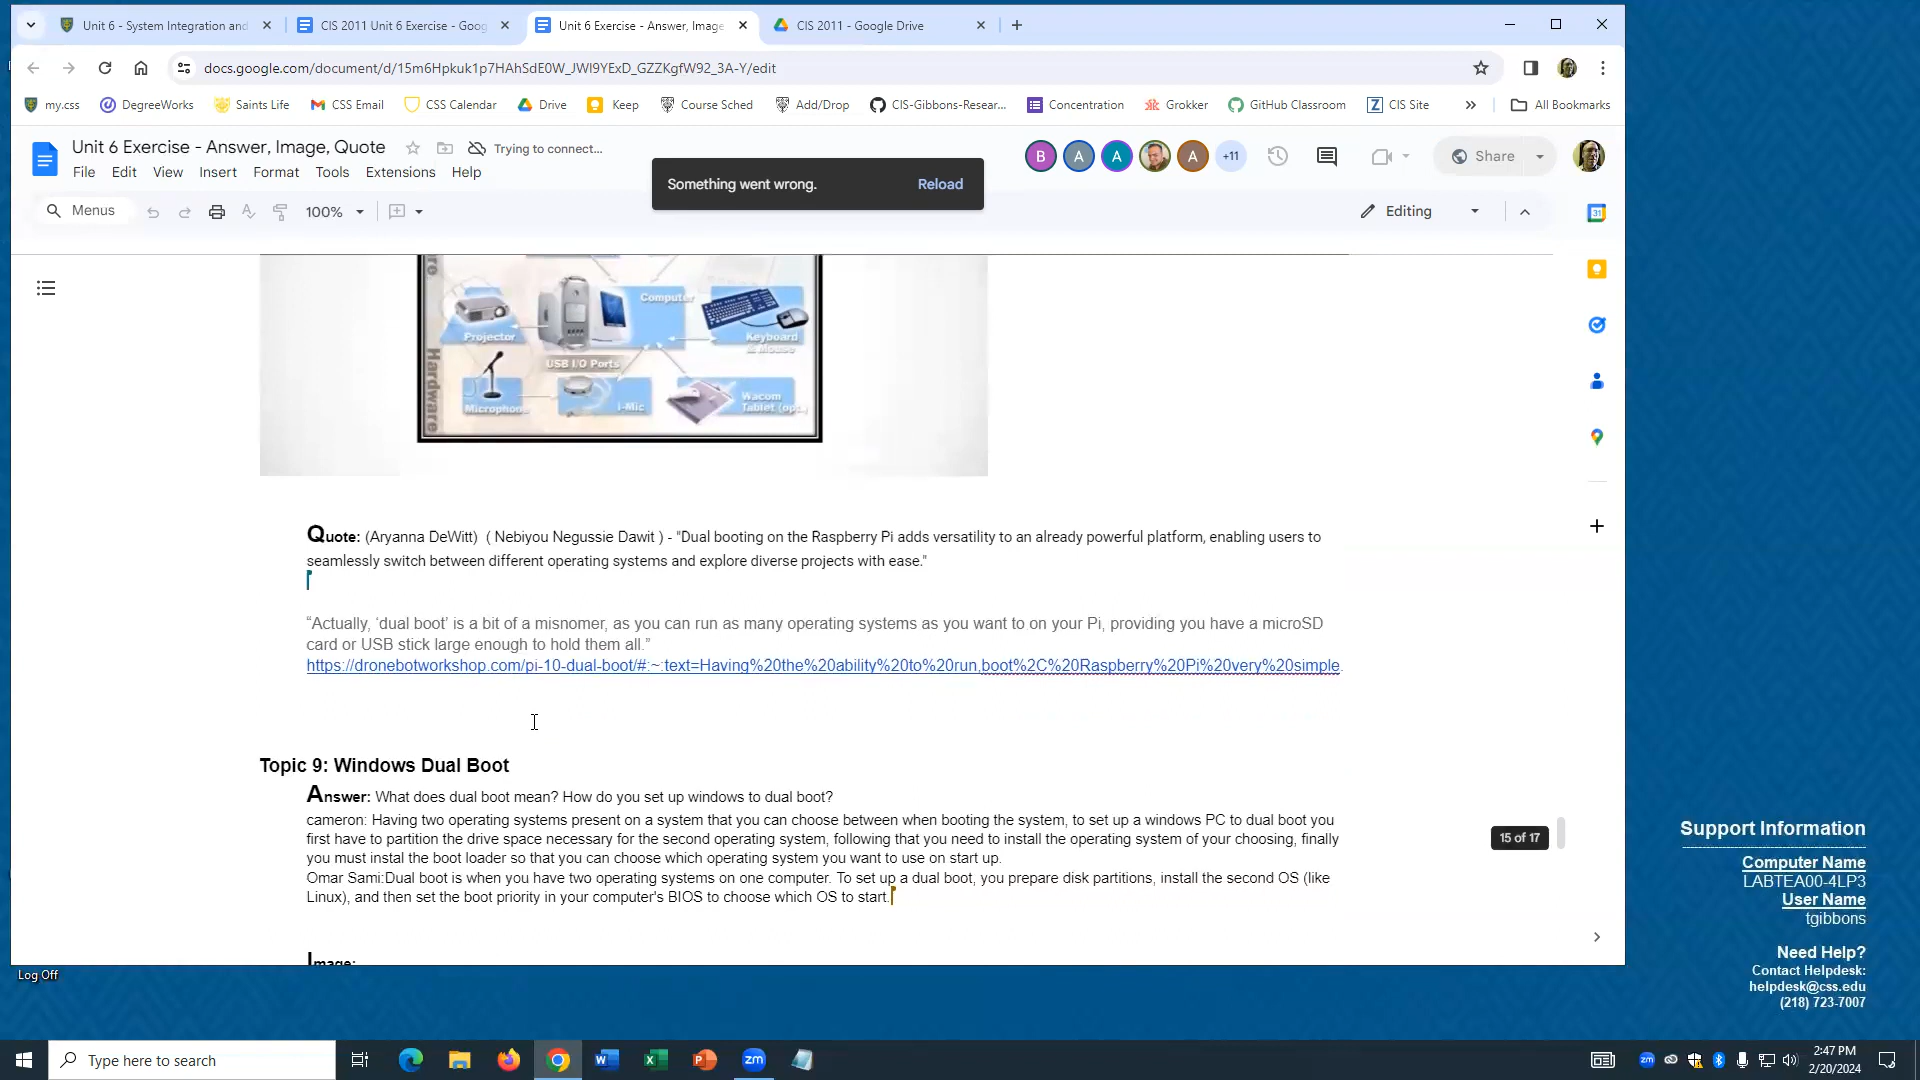 Unit 6 - System Integration and
CIS 2011 Unit 6 Exercise - Goog
Unit 6 Exercise - Answer, Image
CIS 2011 - Google Drive
docs.google.com/document/d/15m6Hpkuk1p7HAhSdE0W_JWl9YExD_GZZKgfW92_3A-Y/edit
my.css
DegreeWorks
Saints Life
CSS Email
CSS Calendar
Drive
Keep
Course Sched
Add/Drop
CIS-Gibbons-Resear...
Concentration
Grokker
GitHub Classroom
CIS Site
All Bookmarks
Unit 6 Exercise - Answer, Image, Quote
Trying to connect...
B
A
A
A
+11
Share
File Edit View Insert Format Tools Extensions Help
Something went wrong.
Reload
Menus
100%
Editing
Computer
Projector
Keyboard
& Mouse
USB I/O Ports
Hardware
Microphone
i-Mic
Wacom
Tablet (opt.)
Quote: (Aryanna DeWitt) ( Nebiyou Negussie Dawit ) - "Dual booting on the Raspberry Pi adds versatility to an already powerful platform, enabling users to
seamlessly switch between different operating systems and explore diverse projects with ease."
“Actually, ‘dual boot’ is a bit of a misnomer, as you can run as many operating systems as you want to on your Pi, providing you have a microSD
card or USB stick large enough to hold them all.”
https://dronebotworkshop.com/pi-10-dual-boot/#:~:text=Having%20the%20ability%20to%20run,boot%2C%20Raspberry%20Pi%20very%20simple.
Topic 9: Windows Dual Boot
Answer: What does dual boot mean? How do you set up windows to dual boot?
cameron: Having two operating systems present on a system that you can choose between when booting the system, to set up a windows PC to dual boot you
first have to partition the drive space necessary for the second operating system, following that you need to install the operating system of your choosing, finally
you must instal the boot loader so that you can choose which operating system you want to use on start up.
Omar Sami:Dual boot is when you have two operating systems on one computer. To set up a dual boot, you prepare disk partitions, install the second OS (like
Linux), and then set the boot priority in your computer's BIOS to choose which OS to start.
Image:
15 of 17
Log Off
Support Information
Computer Name
LABTEA00-4LP3
User Name
tgibbons
Need Help?
Contact Helpdesk:
helpdesk@css.edu
(218) 723-7007
Type here to search
zm
2:47 PM
2/20/2024